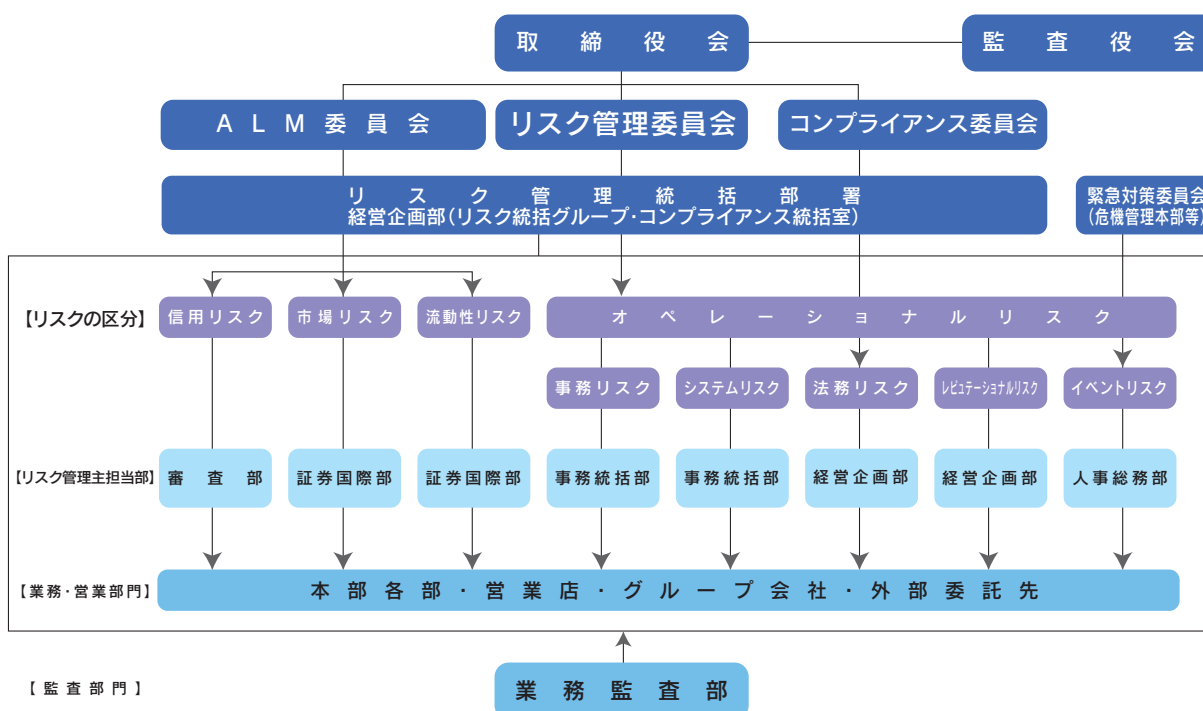 取締役会
監査役会
ALM委員会
リスク管理委員会
コンプライアンス委員会
リスク管理統括部署
経営企画部(リスク統括グループ・コンプライアンス統括室)
緊急対策委員会
(危機管理本部等)
【リスクの区分】
信用リスク
市場リスク
流動性リスク
オペレーショナルリスク
事務リスク
システムリスク
法務リスク
レピュテーショナルリスク
イベントリスク
【リスク管理主担当部】
審査部
証券国際部
証券国際部
事務統括部
事務統括部
経営企画部
経営企画部
人事総務部
【業務・営業部門】
本部各部・営業店・グループ会社・外部委託先
【監査部門】
業務監査部